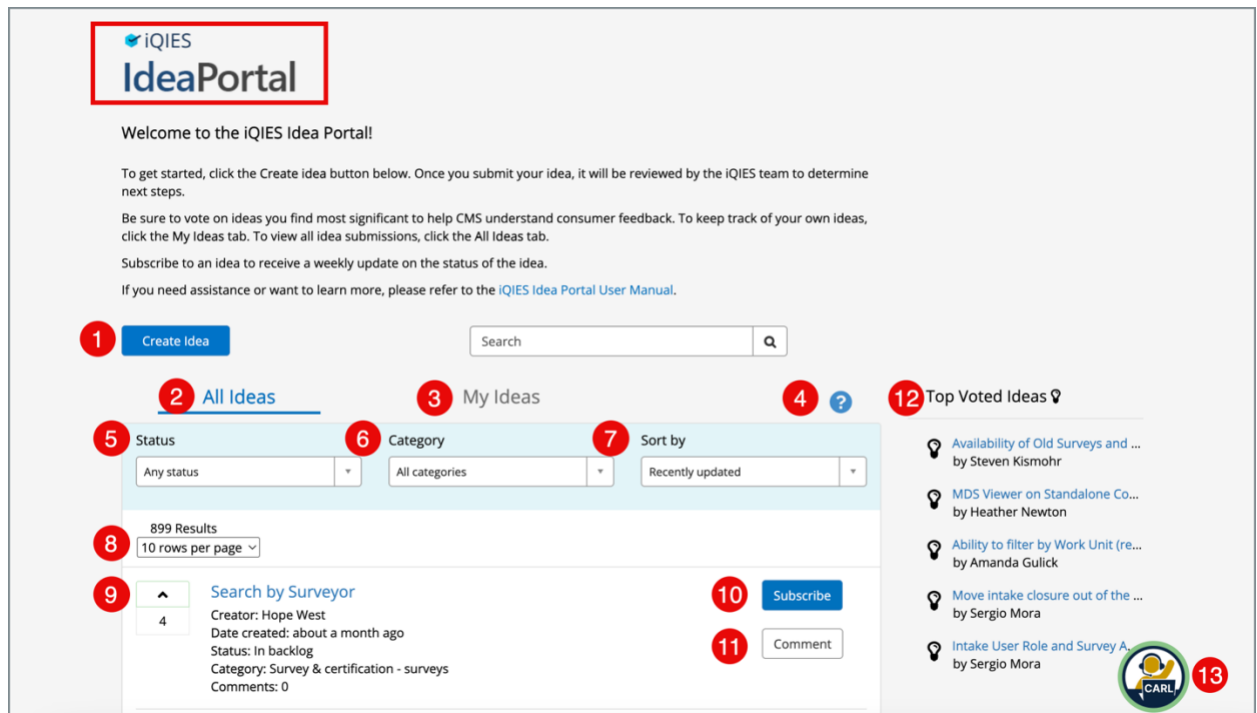 iQIES
IdeaPortal
Welcome to the iQIES Idea Portal!
To get started, click the Create idea button below. Once you submit your idea, it will be reviewed by the iQIES team to determine
next steps.
Be sure to vote on ideas you find most significant to help CMS understand consumer feedback. To keep track of your own ideas,
click the My Ideas tab. To view all idea submissions, click the All Ideas tab.
Subscribe to an idea to receive a weekly update on the status of the idea.
If you need assistance or want to learn more, please refer to the iQIES Idea Portal User Manual.
1 Create Idea Search
2 All Ideas 3 My Ideas 4 ?
5 Status 6 Category 7 Sort by
Any status All categories Recently updated
899 Results
8 10 rows per page
9 4
Search by Surveyor
Creator: Hope West
Date created: about a month ago
Status: In backlog
Category: Survey & certification - surveys
Comments: 0
10 Subscribe
11 Comment
12 Top Voted Ideas
Availability of Old Surveys and ...
by Steven Kismohr
MDS Viewer on Standalone Co...
by Heather Newton
Ability to filter by Work Unit (re...
by Amanda Gulick
Move intake closure out of the ...
by Sergio Mora
Intake User Role and Survey A...
by Sergio Mora
CARL 13